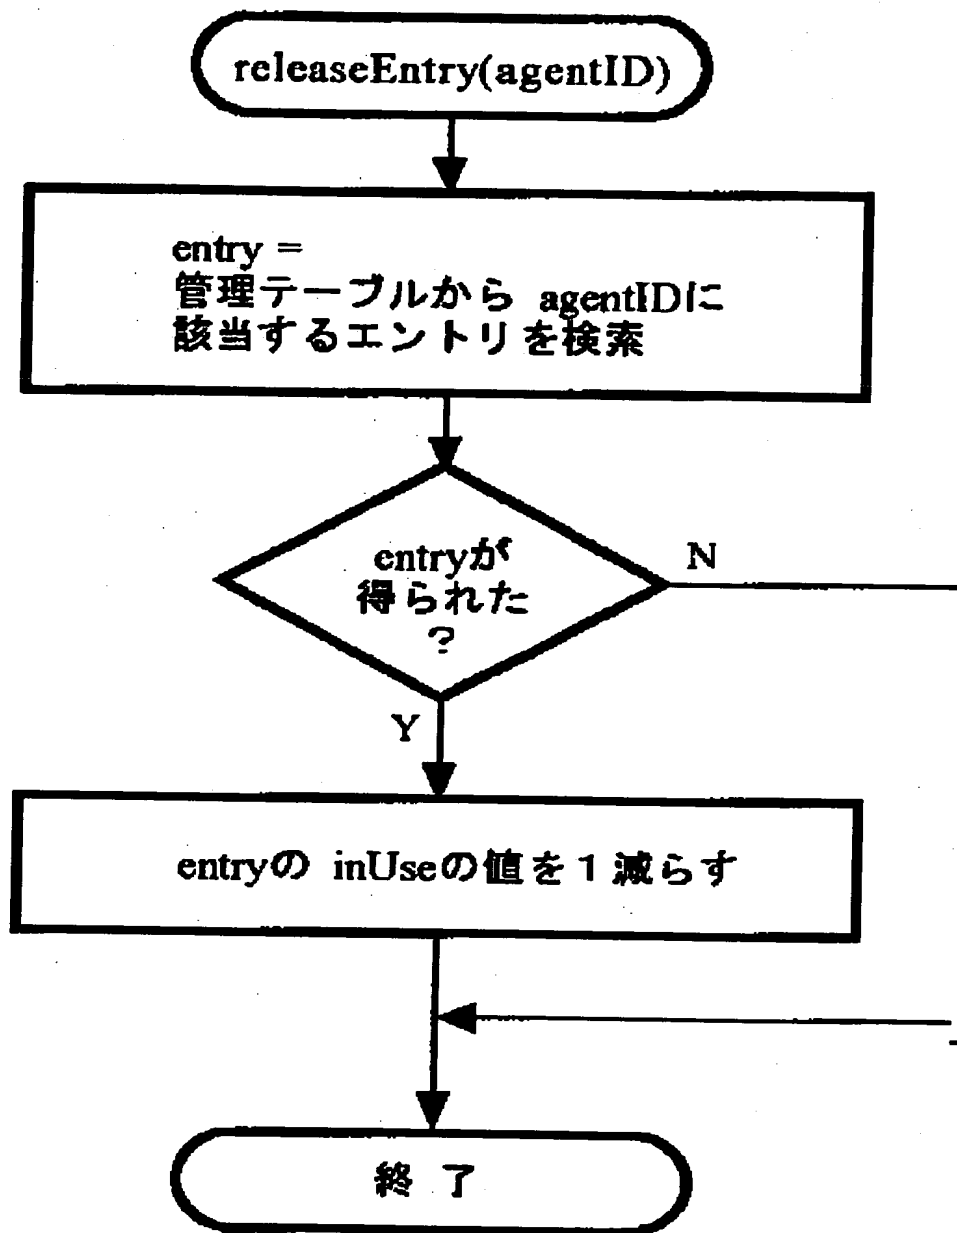 releaseEntry(agentID)
entry =
管理テーブルから agentIDに
該当するエントリを検索
entryが
得られた
?
N
Y
entryの inUseの値を1減らす
終 了